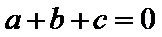 a + b + c = 0